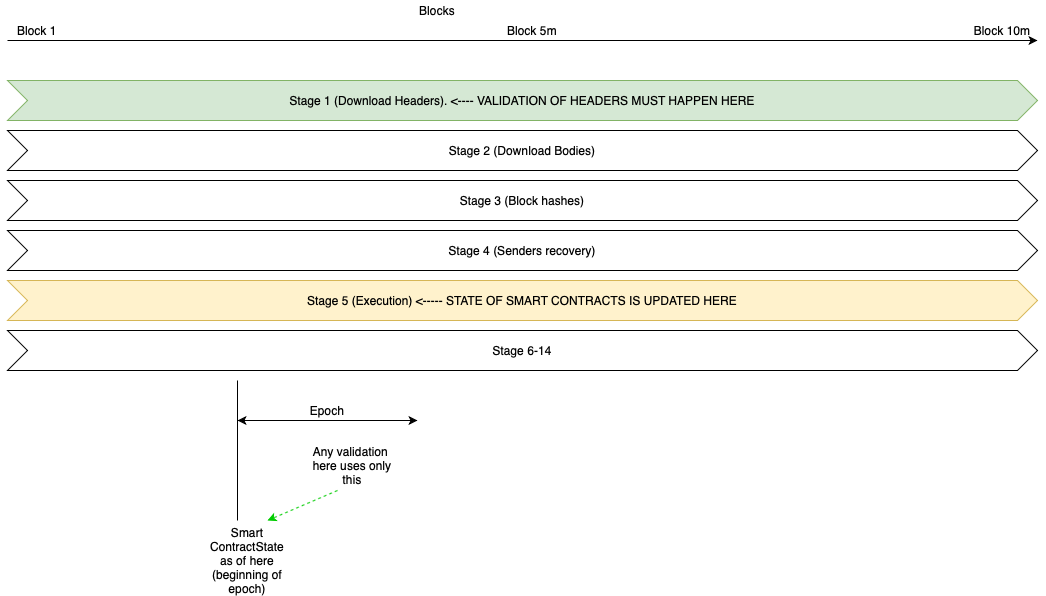 Blocks
Block 1
Block 5m
Block 10m
Stage 1 (Download Headers). <---- VALIDATION OF HEADERS MUST HAPPEN HERE
Stage 2 (Download Bodies)
Stage 3 (Block hashes)
Stage 4 (Senders recovery)
Stage 5 (Execution) <----- STATE OF SMART CONTRACTS IS UPDATED HERE
Stage 6-14
Epoch
Any validation
here uses only
this
Smart
ContractState
as of here
(beginning of
epoch)